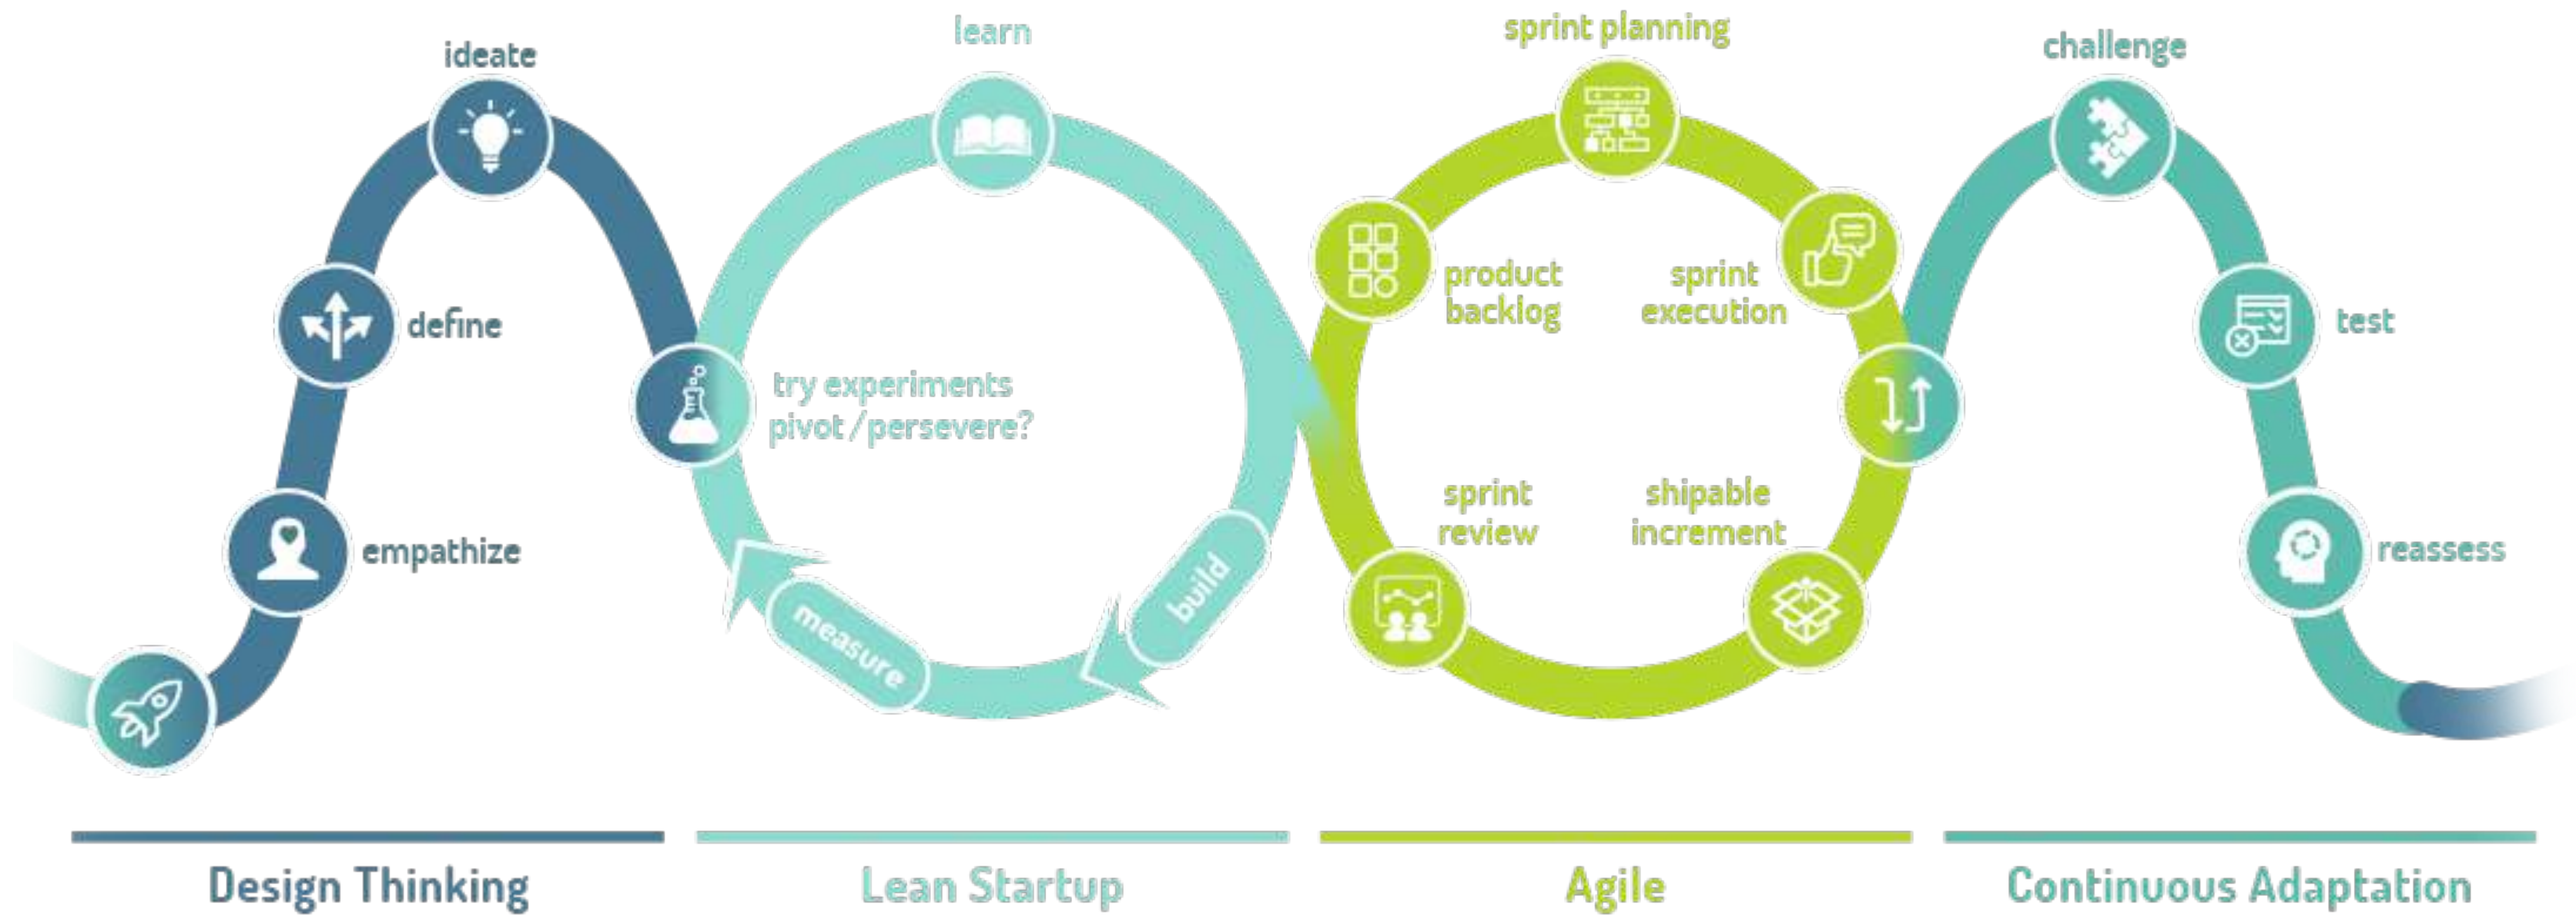 ideate
define
empathize
learn
try experiments
pivot/persevere?
build
measure
sprint planning
product
backlog
sprint
execution
sprint
review
shipable
increment
challenge
test
reassess
Design Thinking
Lean Startup
Agile
Continuous Adaptation